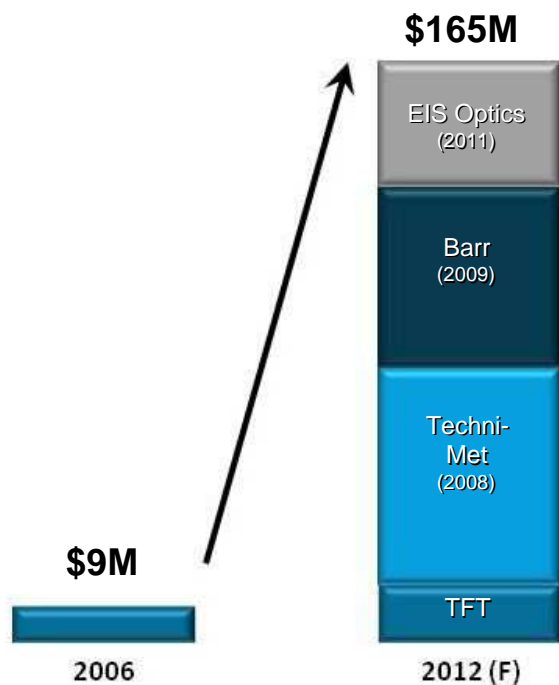 $165M
EIS Optics
(2011)
Barr
(2009)
Techni-
Met
(2008)
$9M
TFT
2006
2012 (F)